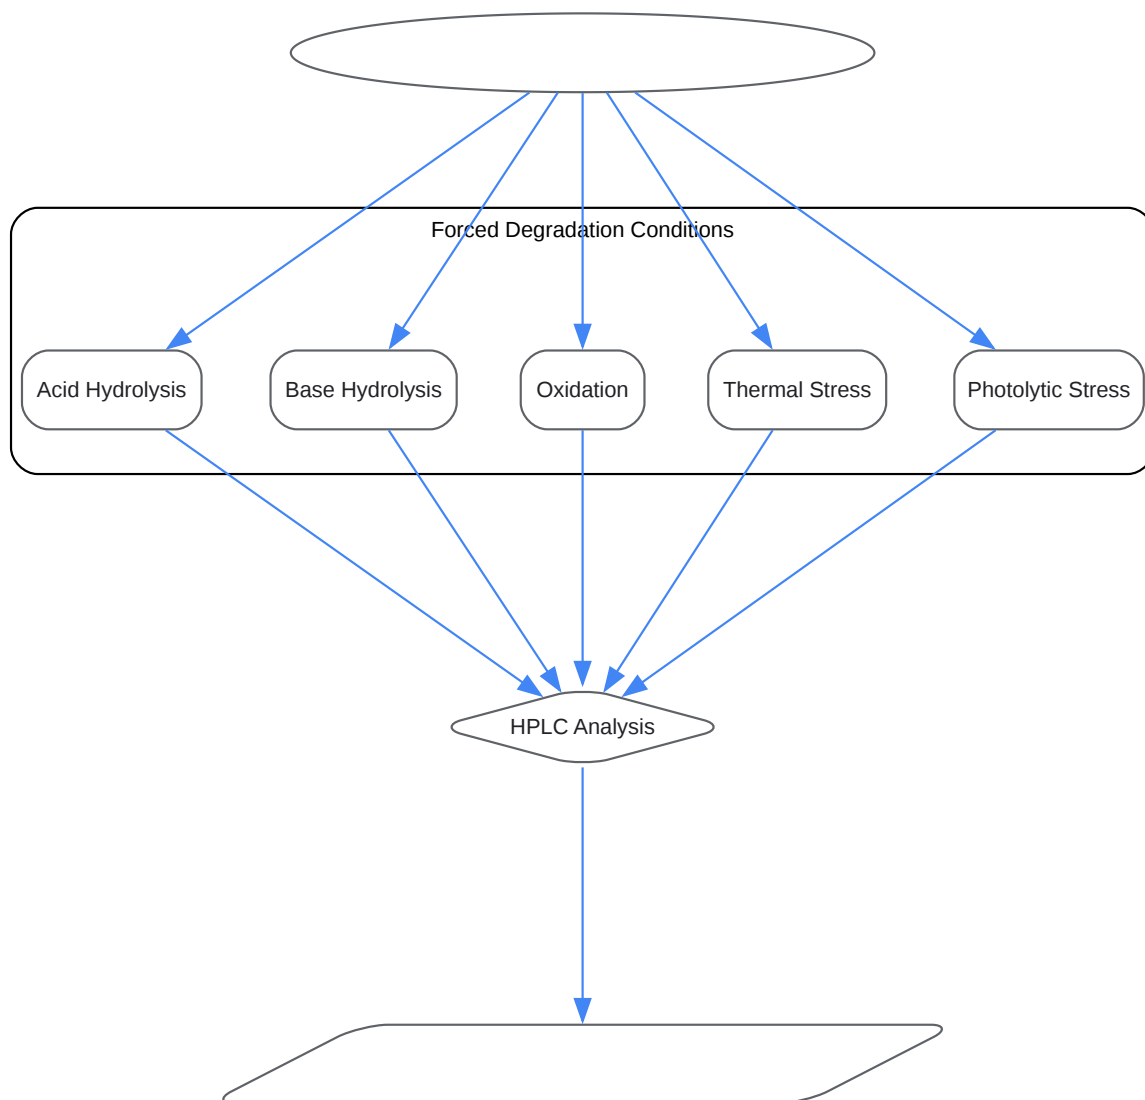 Forced Degradation Conditions
Acid Hydrolysis
Base Hydrolysis
Oxidation
Thermal Stress
Photolytic Stress
HPLC Analysis